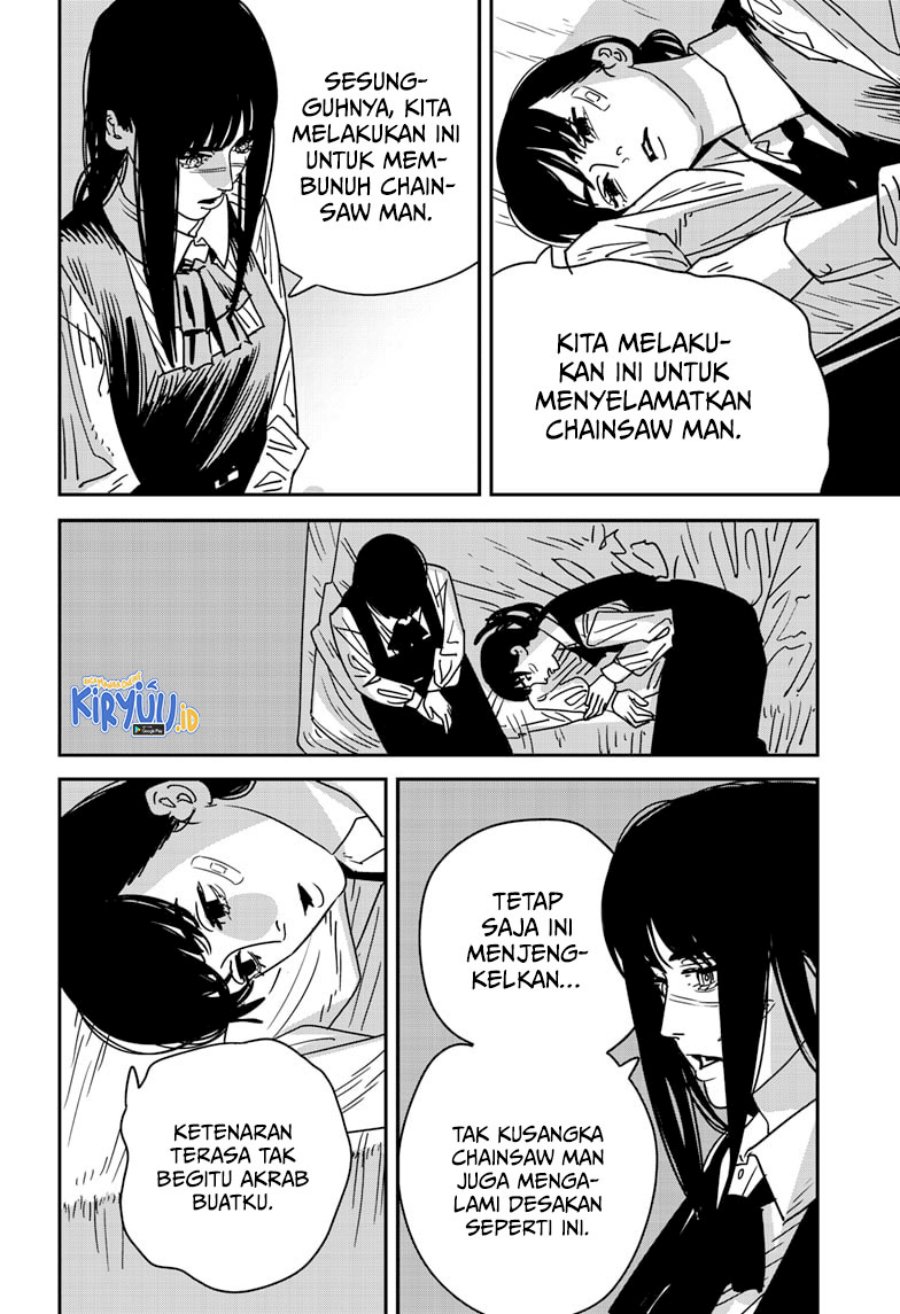 KITA MELAKU-
KAN INI UNTUK
MENYELAMATKAN
CHAINSAW MAN.
SESUNG-
GUHNYA, KITA
MELAKUKAN INI
UNTUK MEM-
BUNUH CHAIN-
SAW MAN.
KIRYUU.iD
Google Play
TETAP
SAJA INI
MENJENG-
KELKAN...
TAK KUSANGKA
CHAINSAW MAN
JUGA MENGA-
LAMI DESAKAN
SEPERTI INI.
KETENARAN
TERASA TAK
BEGITU AKRAB
BUATKU.